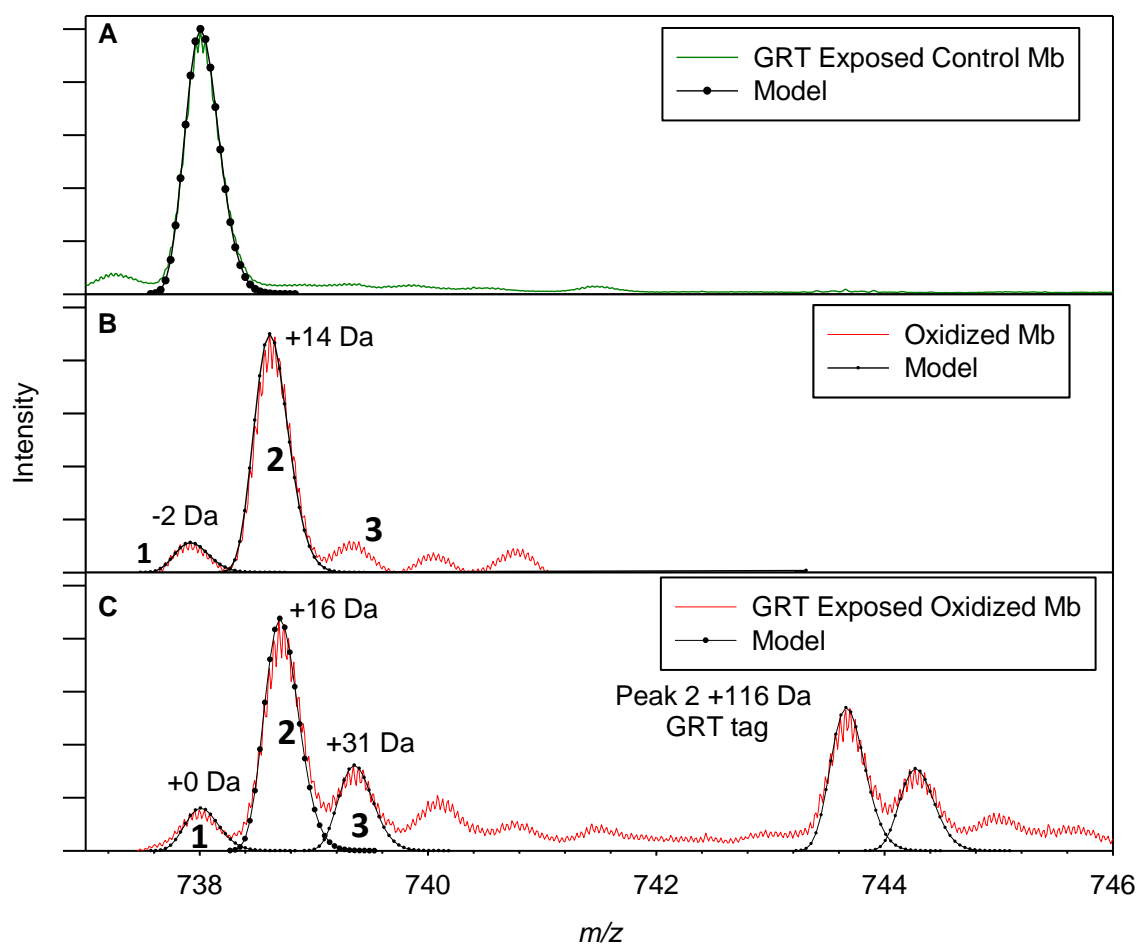 A
GRT Exposed Control Mb
Model
B
+14 Da
Oxidized Mb
Model
2
-2 Da
1
3
Intensity
C
+16 Da
GRT Exposed Oxidized Mb
Model
Peak 2 +116 Da
GRT tag
2
+31 Da
+0 Da
1
3
738
740
742
744
746
m/z